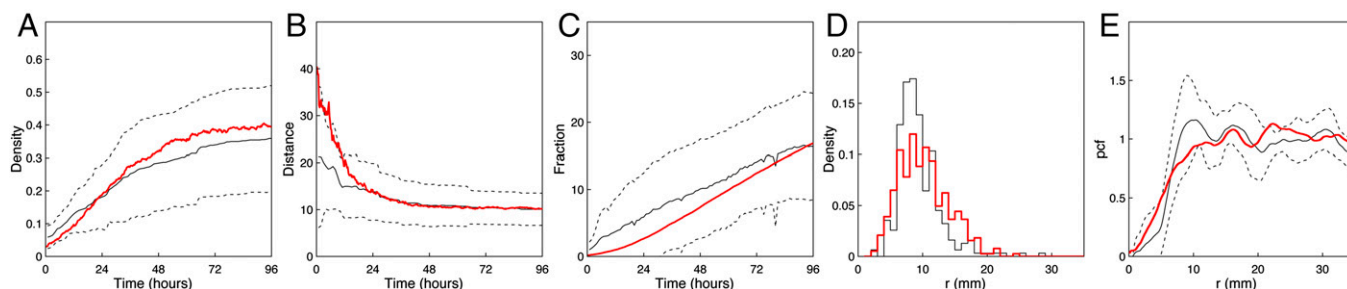 A
Density
0.6
0.5
0.4
0.3
0.2
0.1
0
0 24 48 72 96
Time (hours)
B
Distance
50
40
30
20
10
0
0 24 48 72 96
Time (hours)
C
Fraction
30
20
10
0
0 24 48 72 96
Time (hours)
D
Density
0.20
0.15
0.10
0.05
0
0 10 20 30
r (mm)
E
pcf
1.5
1
0.5
0
0 10 20 30
r (mm)